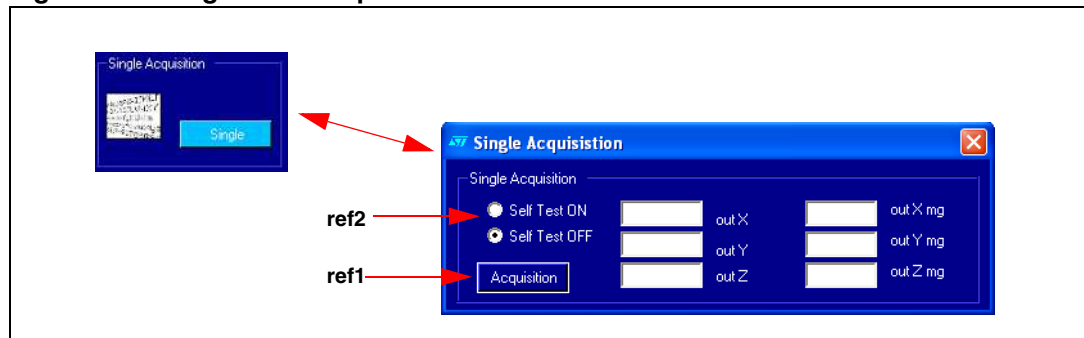 Single Acquisition
Single
Single Acquisistion
Single Acquisition
ref2
Self Test ON
Self Test OFF
out X
out Y
out Z
out X mg
out Y mg
out Z mg
ref1
Acquisition